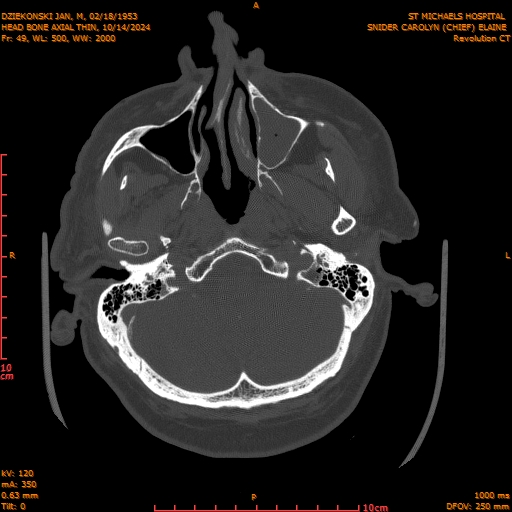 A
DZIEKONSKI JAN, M, 02/18/1953
HEAD BONE AXIAL THIN, 10/14/2024
Fr: 49, WL: 500, WW: 2000
ST MICHAELS HOSPITAL
SNIDER CAROLYN (CHIEF) ELAINE
Revolution CT
R
L
10
cm
kV: 120
mA: 350
0.63 mm
Tilt: 0
P
10cm
1000 ms
DFOV: 250 mm